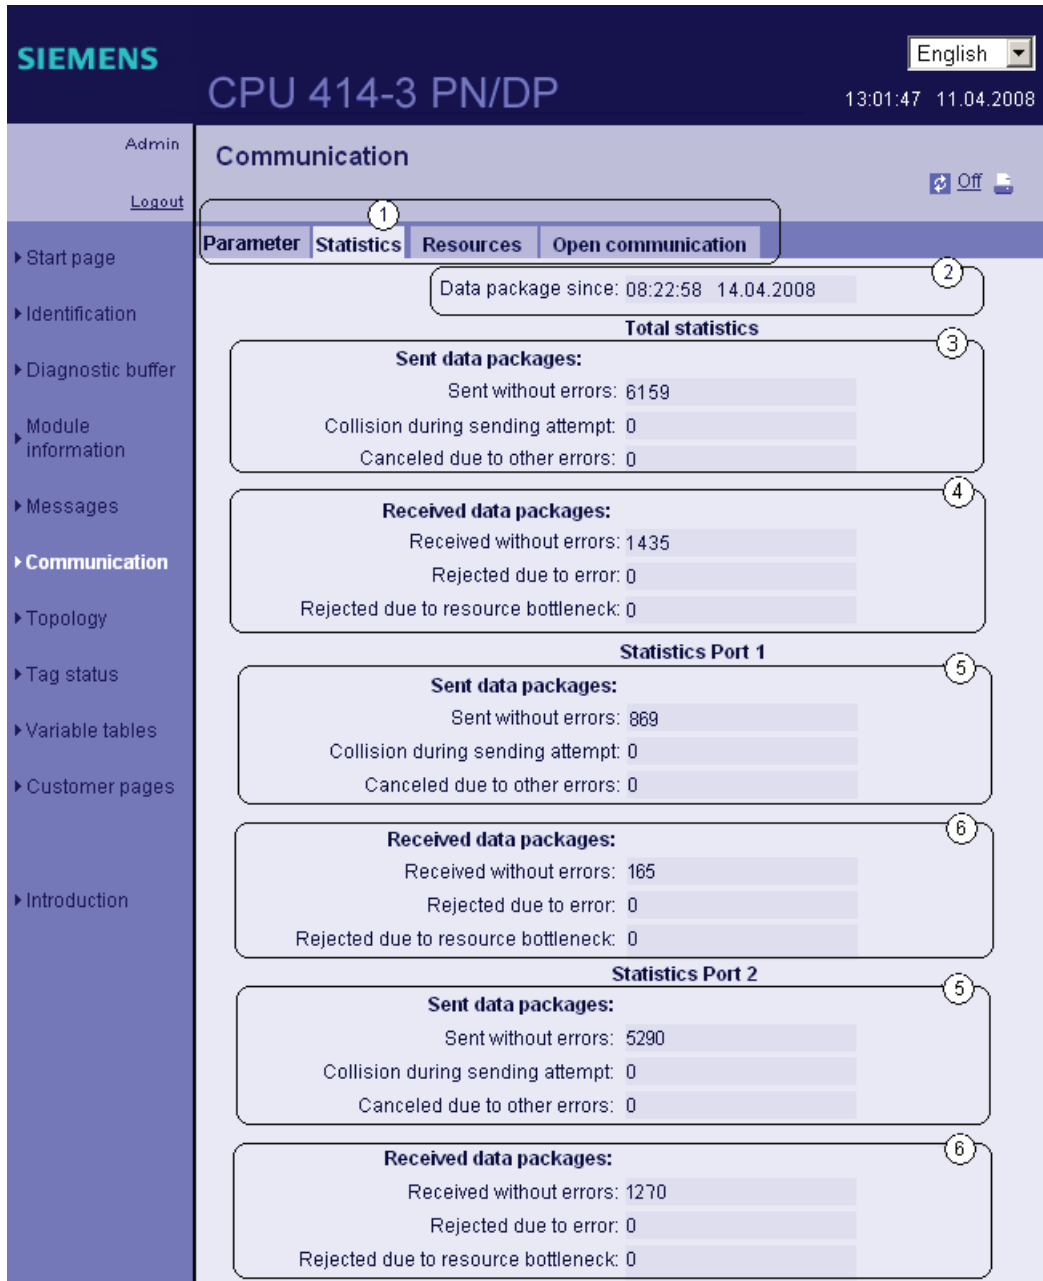 SIEMENS
English
CPU 414-3 PN/DP
13:01:47 11.04.2008
Admin
Logout
Communication
Off
1
Parameter Statistics Resources Open communication
Start page
Identification
Diagnostic buffer
Module
information
Messages
Communication
Topology
Tag status
Variable tables
Customer pages
Introduction
2
Data package since: 08:22:58 14.04.2008
Total statistics
3
Sent data packages:
Sent without errors: 6159
Collision during sending attempt: 0
Canceled due to other errors: 0
4
Received data packages:
Received without errors: 1435
Rejected due to error: 0
Rejected due to resource bottleneck: 0
Statistics Port 1
5
Sent data packages:
Sent without errors: 869
Collision during sending attempt: 0
Canceled due to other errors: 0
6
Received data packages:
Received without errors: 165
Rejected due to error: 0
Rejected due to resource bottleneck: 0
Statistics Port 2
5
Sent data packages:
Sent without errors: 5290
Collision during sending attempt: 0
Canceled due to other errors: 0
6
Received data packages:
Received without errors: 1270
Rejected due to error: 0
Rejected due to resource bottleneck: 0